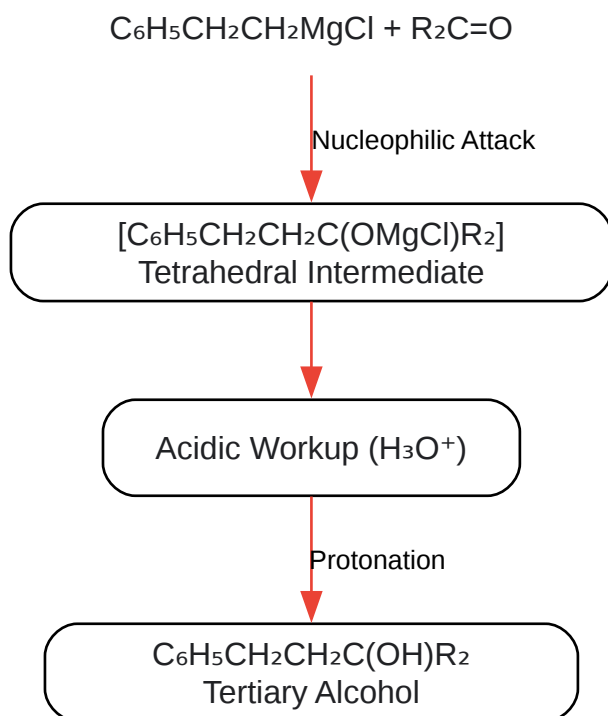 C₆H₅CH₂CH₂MgCl + R₂C=O
Nucleophilic Attack
[C₆H₅CH₂CH₂C(OMgCl)R₂]
Tetrahedral Intermediate
Acidic Workup (H₃O⁺)
Protonation
C₆H₅CH₂CH₂C(OH)R₂
Tertiary Alcohol